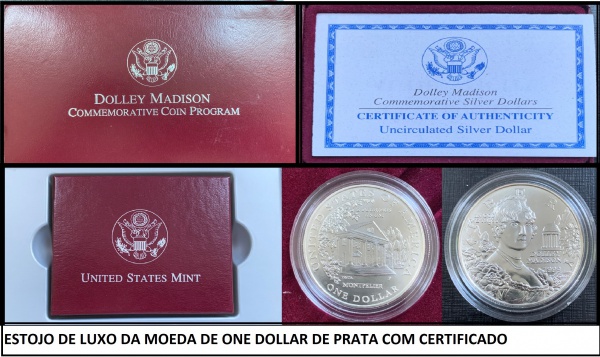 DOLLEY MADISON
COMMEMORATIVE COIN PROGRAM
Dolley Madison
Commemorative Silver Dollars
CERTIFICATE OF AUTHENTICITY
Uncirculated Silver Dollar
UNITED STATES MINT
MONTPELIER
ONE DOLLAR
ESTOJO DE LUXO DA MOEDA DE ONE DOLLAR DE PRATA COM CERTIFICADO